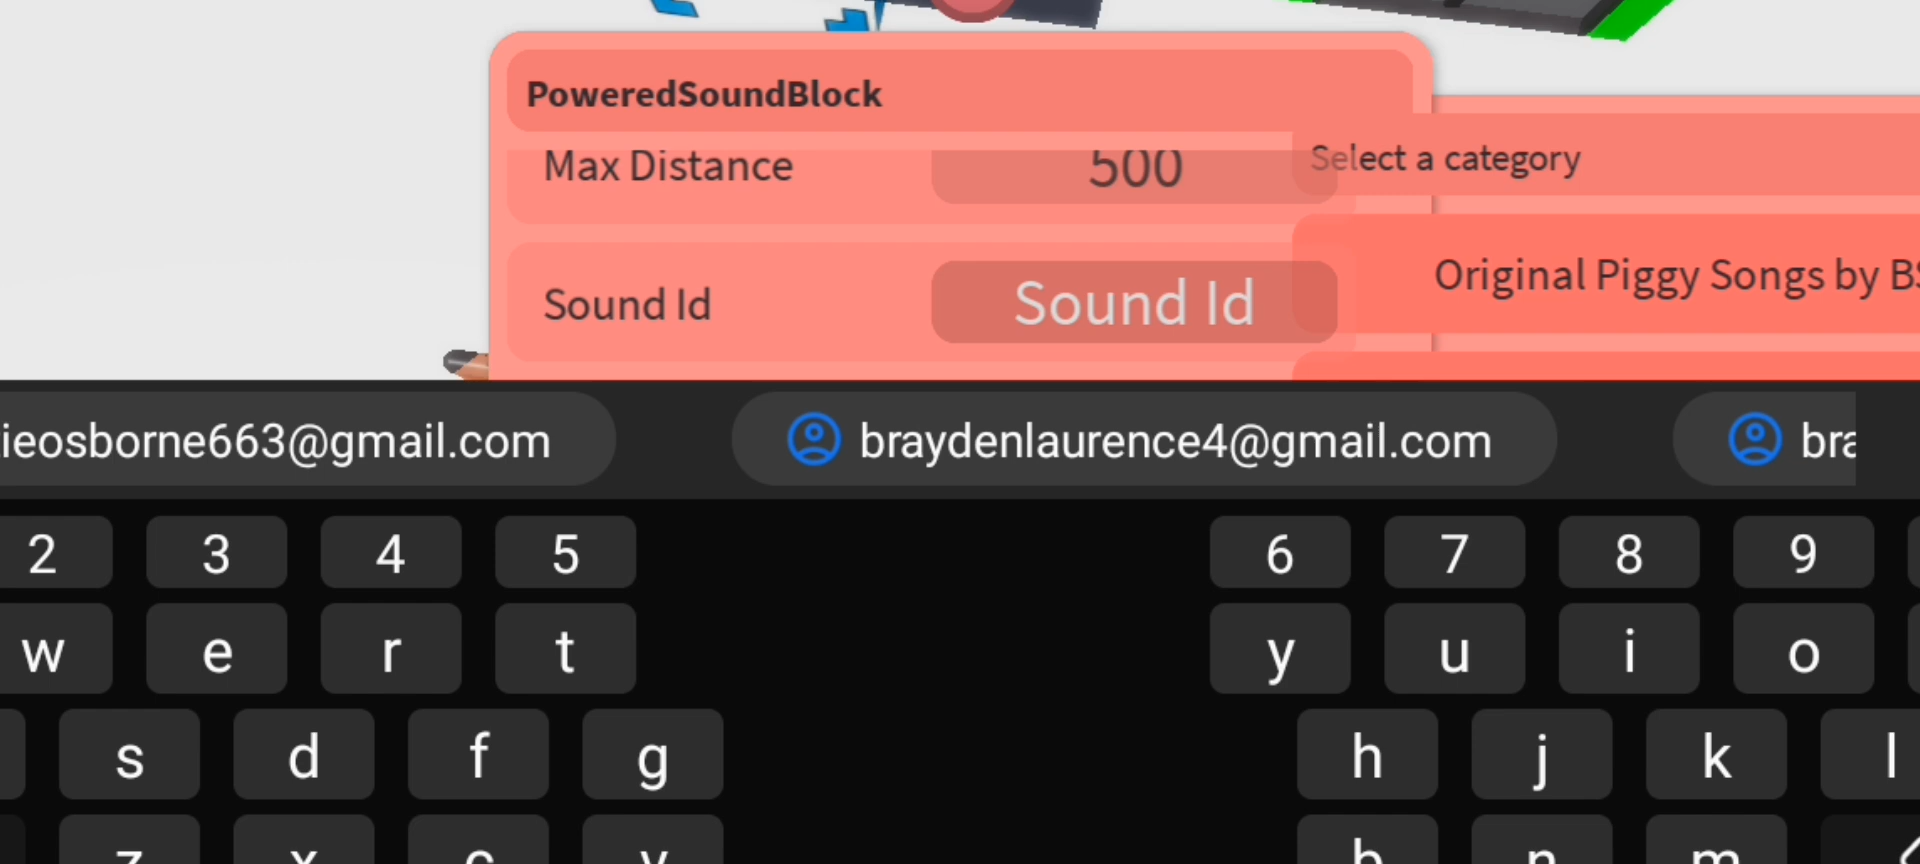 PoweredSoundBlock
Max Distance 500
Select a category
Sound Id Sound Id
Original Piggy Songs by
ieosborne663@gmail.com braydenlaurence4@gmail.com bra
2 3 4 5 6 7 8 9
w e r t y u i o
s d f g h j k l
z x c v b n m